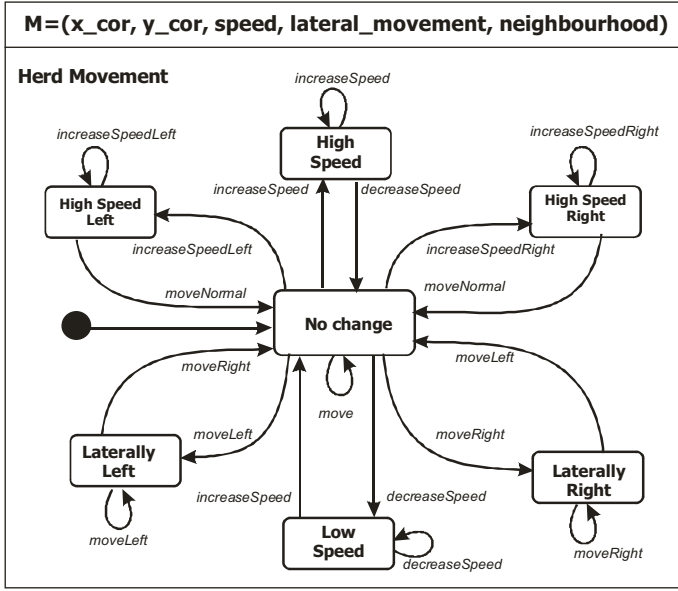 M=(x_cor, y_cor, speed, lateral_movement, neighbourhood)
Herd Movement
increaseSpeed
increaseSpeedLeft
increaseSpeedRight
High
Speed
High Speed
Left
High Speed
Right
increaseSpeed
decreaseSpeed
increaseSpeedLeft
increaseSpeedRight
moveNormal
moveNormal
No change
moveRight
moveLeft
move
moveLeft
moveRight
Laterally
Left
Laterally
Right
increaseSpeed
decreaseSpeed
Low
Speed
moveLeft
decreaseSpeed
moveRight